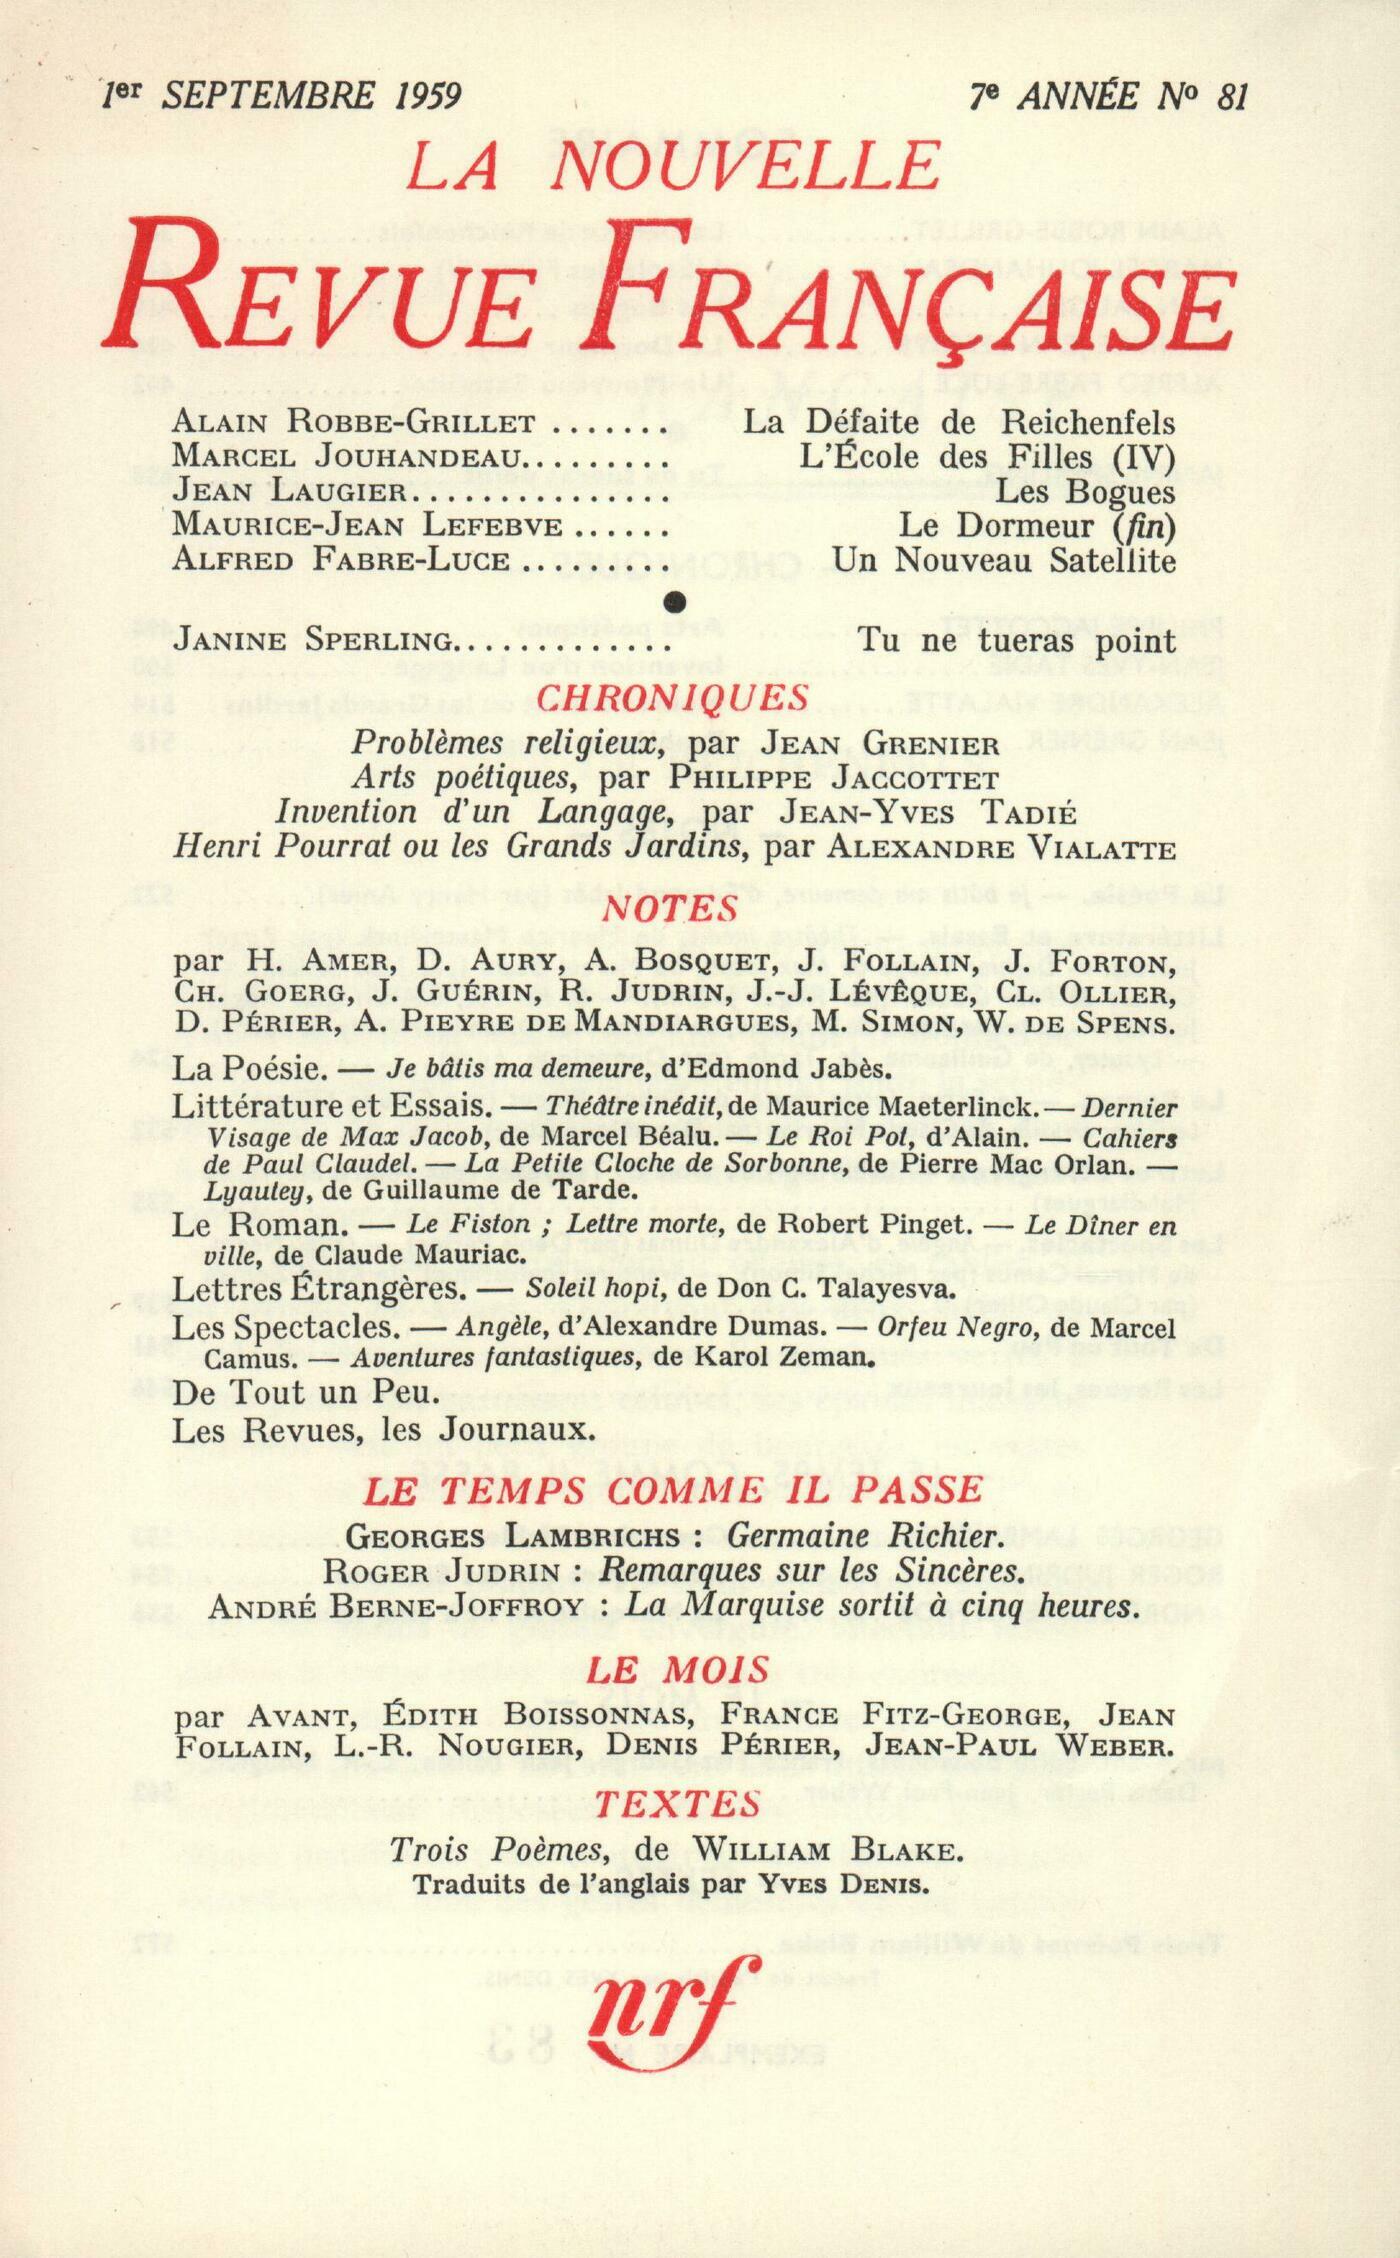 1er SEPTEMBRE 1959 7e ANNÉE No 81
LA NOUVELLE
REVUE FRANÇAISE
ALAIN ROBBE-GRILLET ....... La Défaite de Reichenfels
MARCEL JOUHANDEAU......... L'École des Filles (IV)
JEAN LAUGIER............... Les Bogues
MAURICE-JEAN LEFEBVE ...... Le Dormeur (fin)
ALFRED FABRE-LUCE ......... Un Nouveau Satellite
●
JANINE SPERLING............. Tu ne tueras point
CHRONIQUES
Problèmes religieux, par JEAN GRENIER
Arts poétiques, par PHILIPPE JACCOTTET
Invention d'un Langage, par JEAN-YVES TADIÉ
Henri Pourrat ou les Grands Jardins, par ALEXANDRE VIALATTE
NOTES
par H. AMER, D. AURY, A. BOSQUET, J. FOLLAIN, J. FORTON,
CH. GOERG, J. GUÉRIN, R. JUDRIN, J.-J. LÉVÊQUE, CL. OLLIER,
D. PÉRIER, A. PIEYRE DE MANDIARGUES, M. SIMON, W. DE SPENS.
La Poésie. — Je bâtis ma demeure, d'Edmond Jabès.
Littérature et Essais. — Théâtre inédit, de Maurice Maeterlinck. — Dernier
Visage de Max Jacob, de Marcel Béalu. — Le Roi Pot, d'Alain. — Cahiers
de Paul Claudel. — La Petite Cloche de Sorbonne, de Pierre Mac Orlan. —
Lyautey, de Guillaume de Tarde.
Le Roman. — Le Fiston ; Lettre morte, de Robert Pinget. — Le Dîner en
ville, de Claude Mauriac.
Lettres Étrangères. — Soleil hopi, de Don C. Talayesva.
Les Spectacles. — Angèle, d'Alexandre Dumas. — Orfeu Negro, de Marcel
Camus. — Aventures fantastiques, de Karol Zeman.
De Tout un Peu.
Les Revues, les Journaux.
LE TEMPS COMME IL PASSE
GEORGES LAMBRICHS : Germaine Richier.
ROGER JUDRIN : Remarques sur les Sincères.
ANDRÉ BERNE-JOFFROY : La Marquise sortit à cinq heures.
LE MOIS
par AVANT, ÉDITH BOISSONNAS, FRANCE FITZ-GEORGE, JEAN
FOLLAIN, L.-R. NOUGIER, DENIS PÉRIER, JEAN-PAUL WEBER.
TEXTES
Trois Poèmes, de WILLIAM BLAKE.
Traduits de l'anglais par YVES DENIS.
nrf